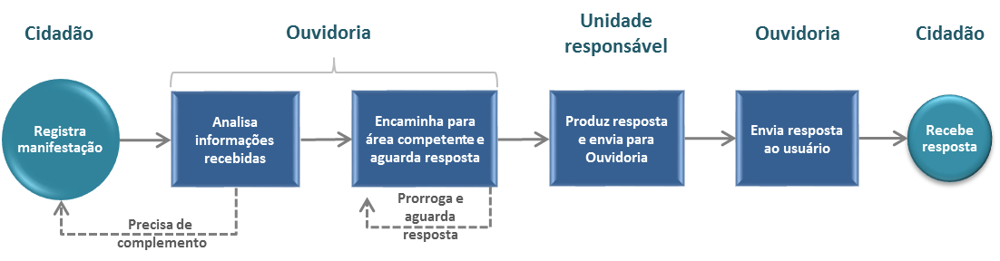 Cidadão
Ouvidoria
Unidade
responsável
Ouvidoria
Cidadão
Registra
manifestação
Analisa
informações
recebidas
Encaminha para
área competente e
aguarda resposta
Produz resposta
e envia para
Ouvidoria
Envia resposta
ao usuário
Recebe
resposta
Precisa de
complemento
Prorroga e
aguarda
resposta